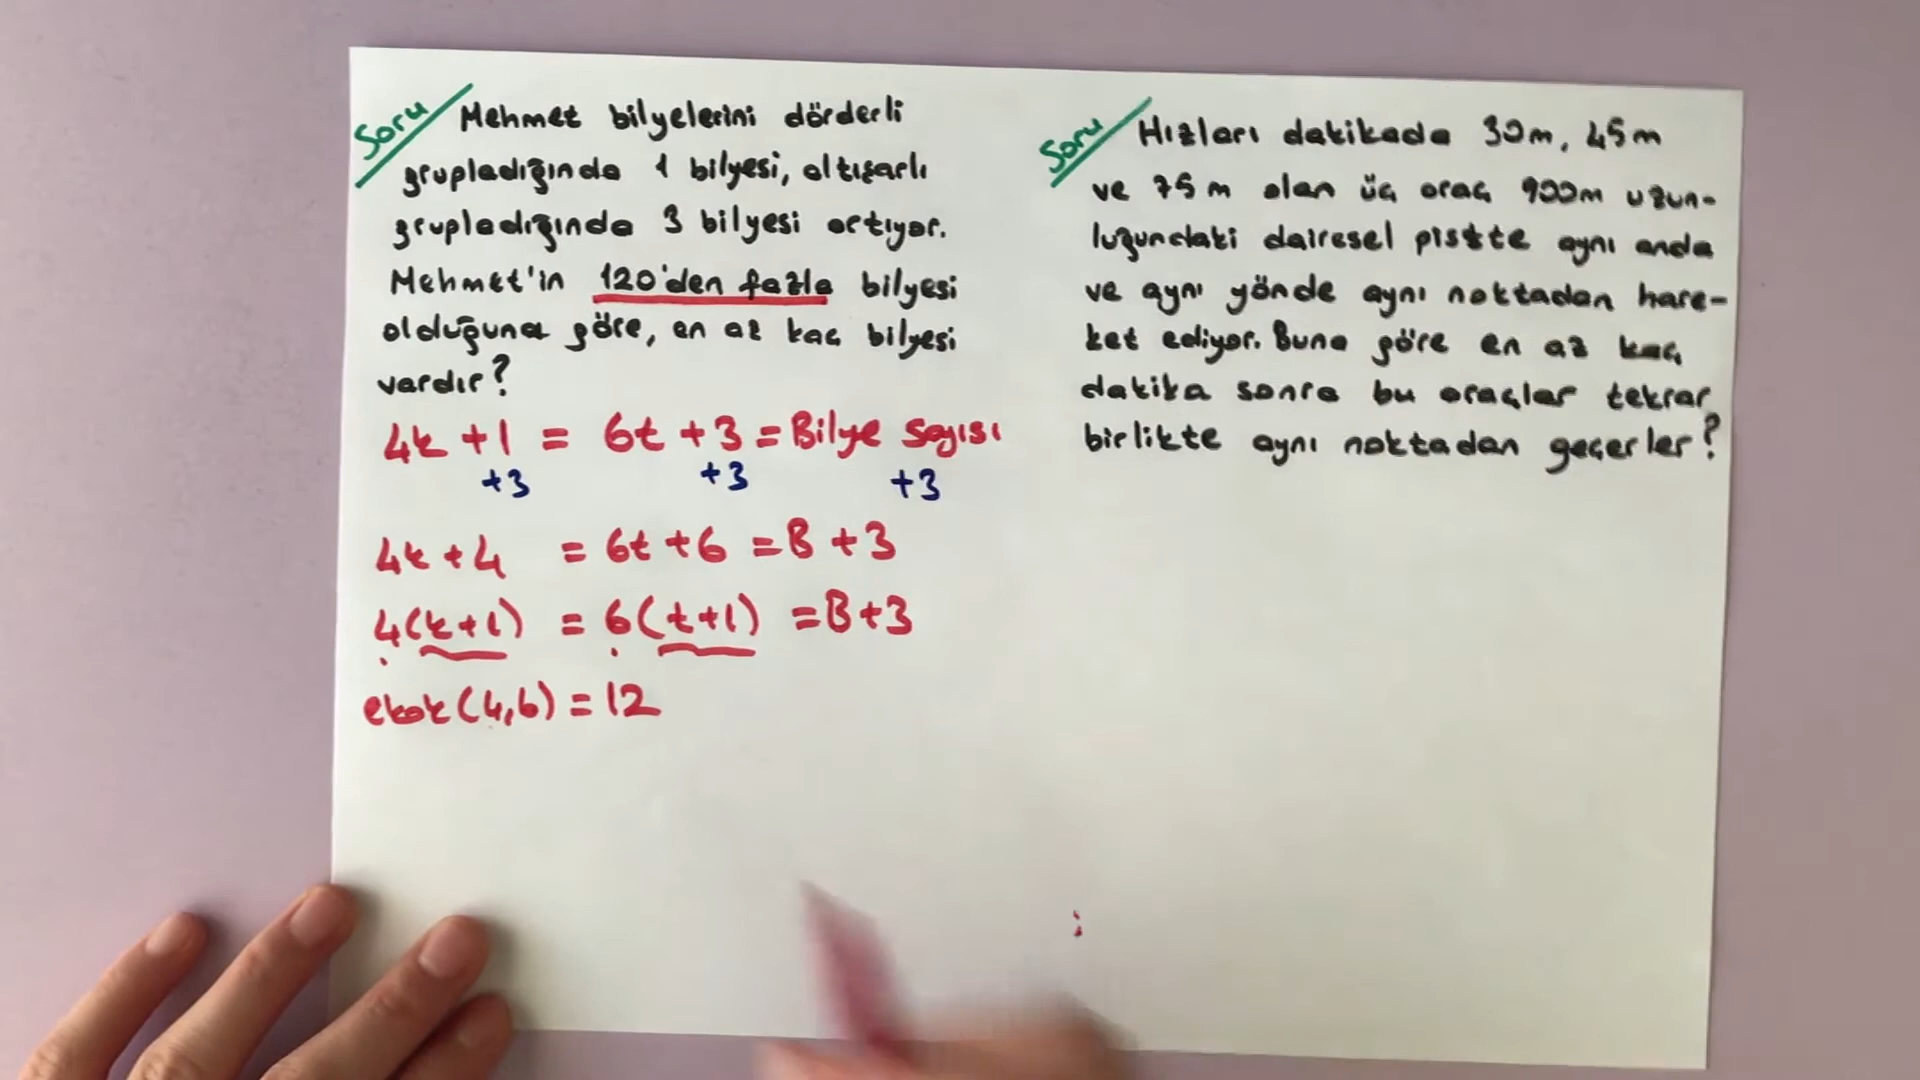 Soru Mehmet bilyelerini dörderli
grupladığında 1 bilyesi, altışarlı
grupladığında 3 bilyesi artıyor.
Mehmet'in 120'den fazla bilyesi
olduğuna göre, en az kaç bilyesi
vardır?
4k + 1 = 6t + 3 = Bilye sayısı
+3 +3 +3
4k + 4 = 6t + 6 = B + 3
4(k+1) = 6(t+1) = B+3
ekok(4,6) = 12
Soru Hızları dakikada 30m, 45m
ve 75m olan üç araç 900m uzun-
luğundaki dairesel pistte aynı anda
ve aynı yönde aynı noktadan hare-
ket ediyor. Buna göre en az kaç
dakika sonra bu araçlar tekrar
birlikte aynı noktadan geçerler?